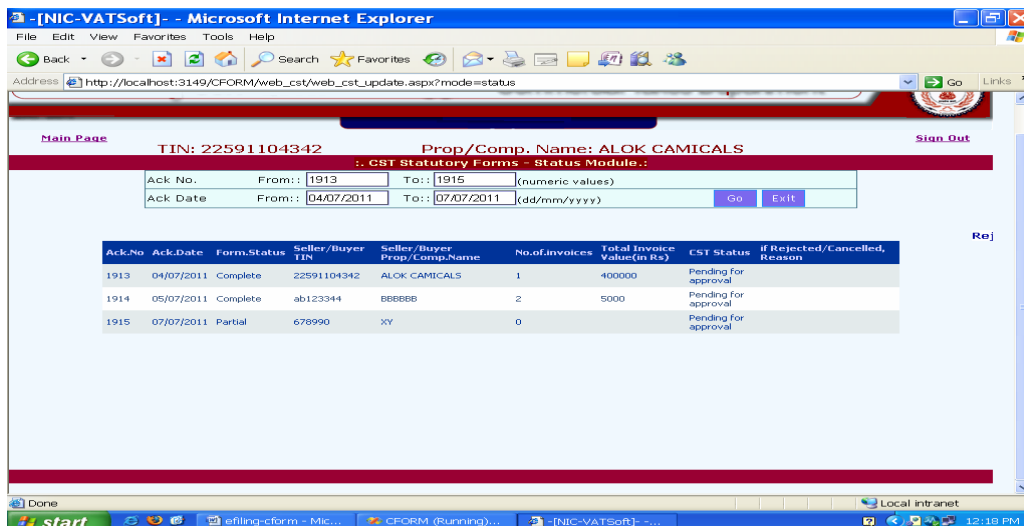 -[NIC-VATSoft]- - Microsoft Internet Explorer
File Edit View Favorites Tools Help
Back Search Favorites
Address http://localhost:3149/CFORM/web_cst/web_cst_update.aspx?mode=status Go Links
Main Page Sign Out
TIN: 22591104342 Prop/Comp. Name: ALOK CAMICALS
:. CST Statutory Forms - Status Module.:
Ack No. From:: 1913 To:: 1915 (numeric values)
Ack Date From:: 04/07/2011 To:: 07/07/2011 (dd/mm/yyyy) Go Exit
Rej
Ack.No Ack.Date Form.Status Seller/Buyer TIN Seller/Buyer Prop/Comp.Name No.of.invoices Total Invoice Value(in Rs) CST Status if Rejected/Cancelled, Reason
1913 04/07/2011 Complete 22591104342 ALOK CAMICALS 1 400000 Pending for approval
1914 05/07/2011 Complete ab123344 BBBBBB 2 5000 Pending for approval
1915 07/07/2011 Partial 678990 XY 0 Pending for approval
Done Local intranet
start efiling-cform - Mic... CFORM (Running)... -[NIC-VATSoft]- -... 12:18 PM